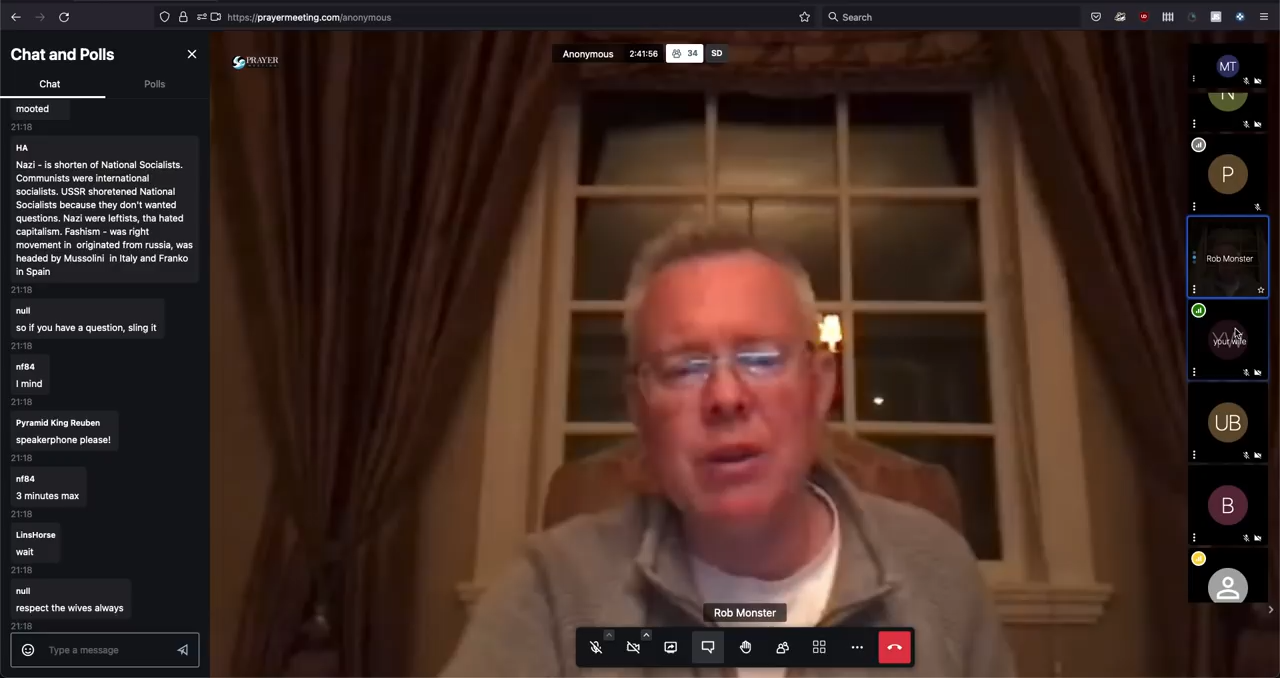 https://prayermeeting.com/anonymous
Search
Chat and Polls
Chat
Polls
mooted
21:18
HA
Nazi - is shorten of National Socialists.
Communists were international
socialists. USSR shoretened National
Socialists because they don't wanted
questions. Nazi were leftists, tha hated
capitalism. Fashism - was right
movement in originated from russia, was
headed by Mussolini in Italy and Franko
in Spain
21:18
null
so if you have a question, sling it
21:18
nf84
I mind
21:18
Pyramid King Reuben
speakerphone please!
21:18
nf84
3 minutes max
21:18
LinsHorse
wait
21:18
null
respect the wives always
21:18
Type a message
PRAYER
Anonymous
2:41:56
34
SD
Rob Monster
MT
N
P
Rob Monster
your wife
UB
B